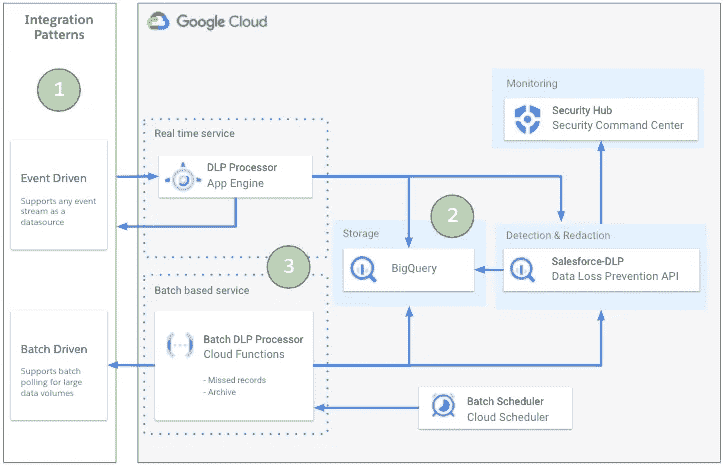 Integration
Patterns
1
Event Driven
Supports any event
stream as a
datasource
Batch Driven
Supports batch
polling for large
data volumes
Google Cloud
Monitoring
Security Hub
Security Command Center
Real time service
DLP Processor
App Engine
2
Storage
BigQuery
Detection & Redaction
Salesforce-DLP
Data Loss Prevention API
3
Batch based service
Batch DLP Processor
Cloud Functions
- Missed records
- Archive
Batch Scheduler
Cloud Scheduler